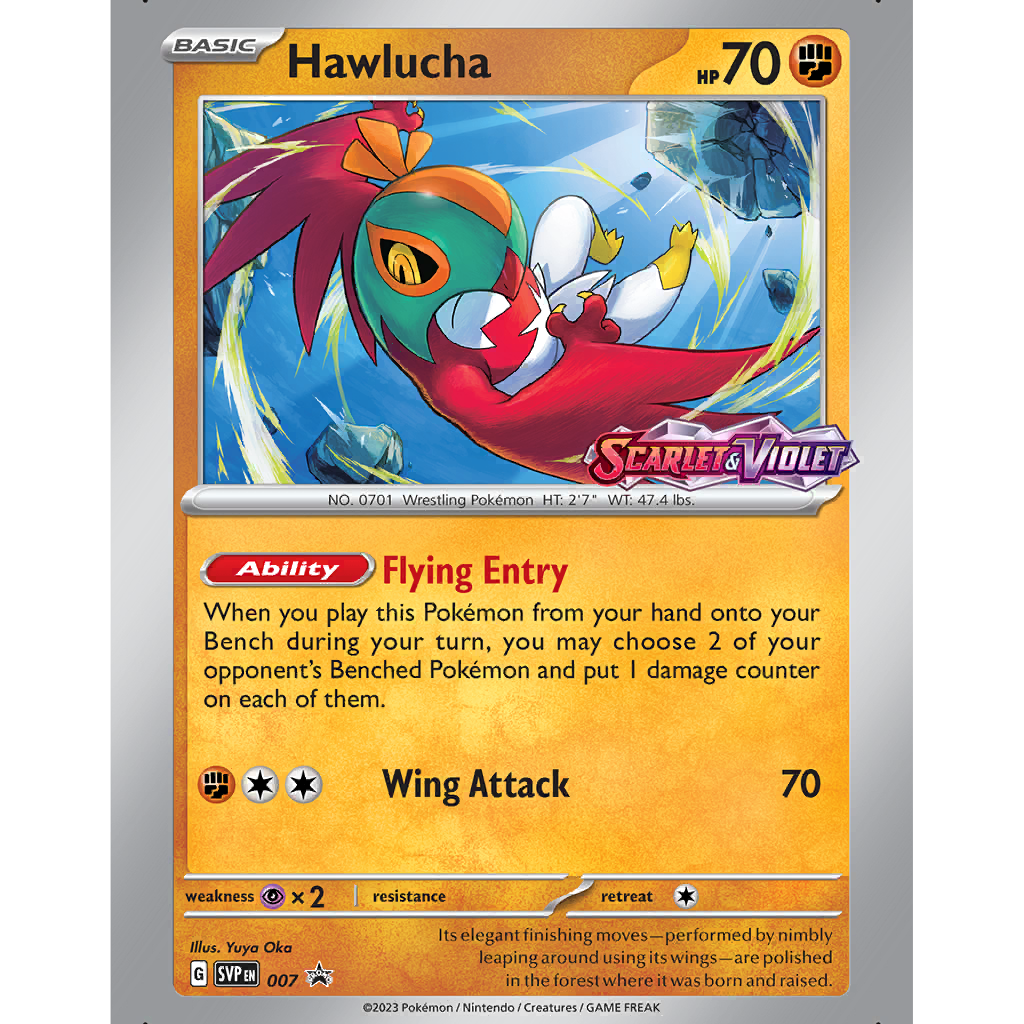 BASIC
Hawlucha
HP 70
SCARLET & VIOLET
NO. 0701 Wrestling Pokémon HT: 2'7" WT: 47.4 lbs.
Ability Flying Entry
When you play this Pokémon from your hand onto your
Bench during your turn, you may choose 2 of your
opponent's Benched Pokémon and put 1 damage counter
on each of them.
Wing Attack 70
weakness ×2 resistance retreat
Its elegant finishing moves—performed by nimbly
leaping around using its wings—are polished
in the forest where it was born and raised.
Illus. Yuya Oka
G SVP EN 007 PROMO
©2023 Pokémon / Nintendo / Creatures / GAME FREAK